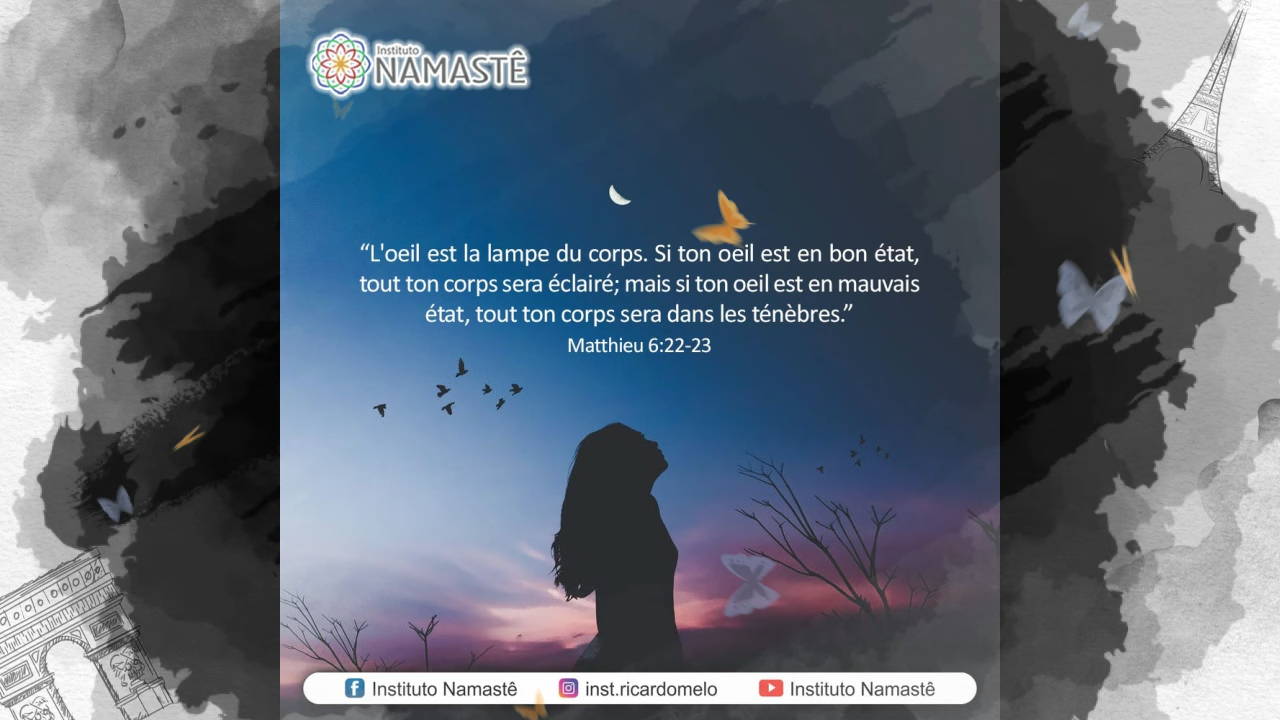 Instituto
NAMASTÊ
“L'oeil est la lampe du corps. Si ton oeil est en bon état,
tout ton corps sera éclairé; mais si ton oeil est en mauvais
état, tout ton corps sera dans les ténèbres.”
Matthieu 6:22-23
Instituto Namastê inst.ricardomelo Instituto Namastê